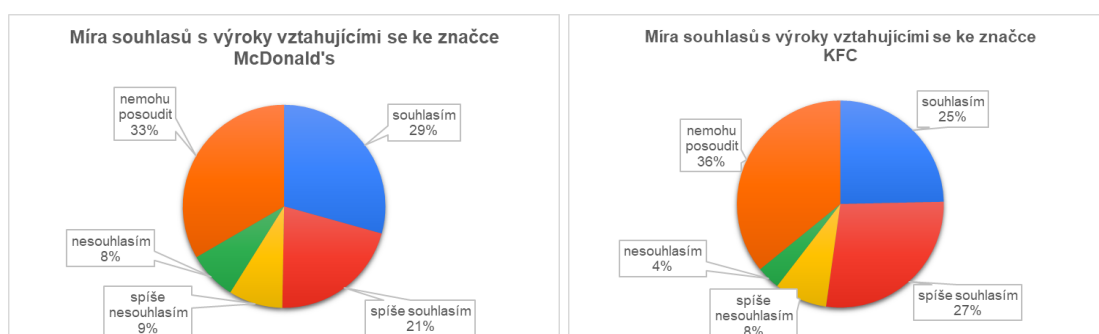 Míra souhlasů s výroky vztahujícími se ke značce
McDonald's
nemohu
posoudit
33%
souhlasím
29%
nesouhlasím
8%
spíše
nesouhlasím
9%
spíše souhlasím
21%
Míra souhlasů s výroky vztahujícími se ke značce
KFC
souhlasím
25%
nemohu
posoudit
36%
nesouhlasím
4%
spíše
nesouhlasím
8%
spíše souhlasím
27%